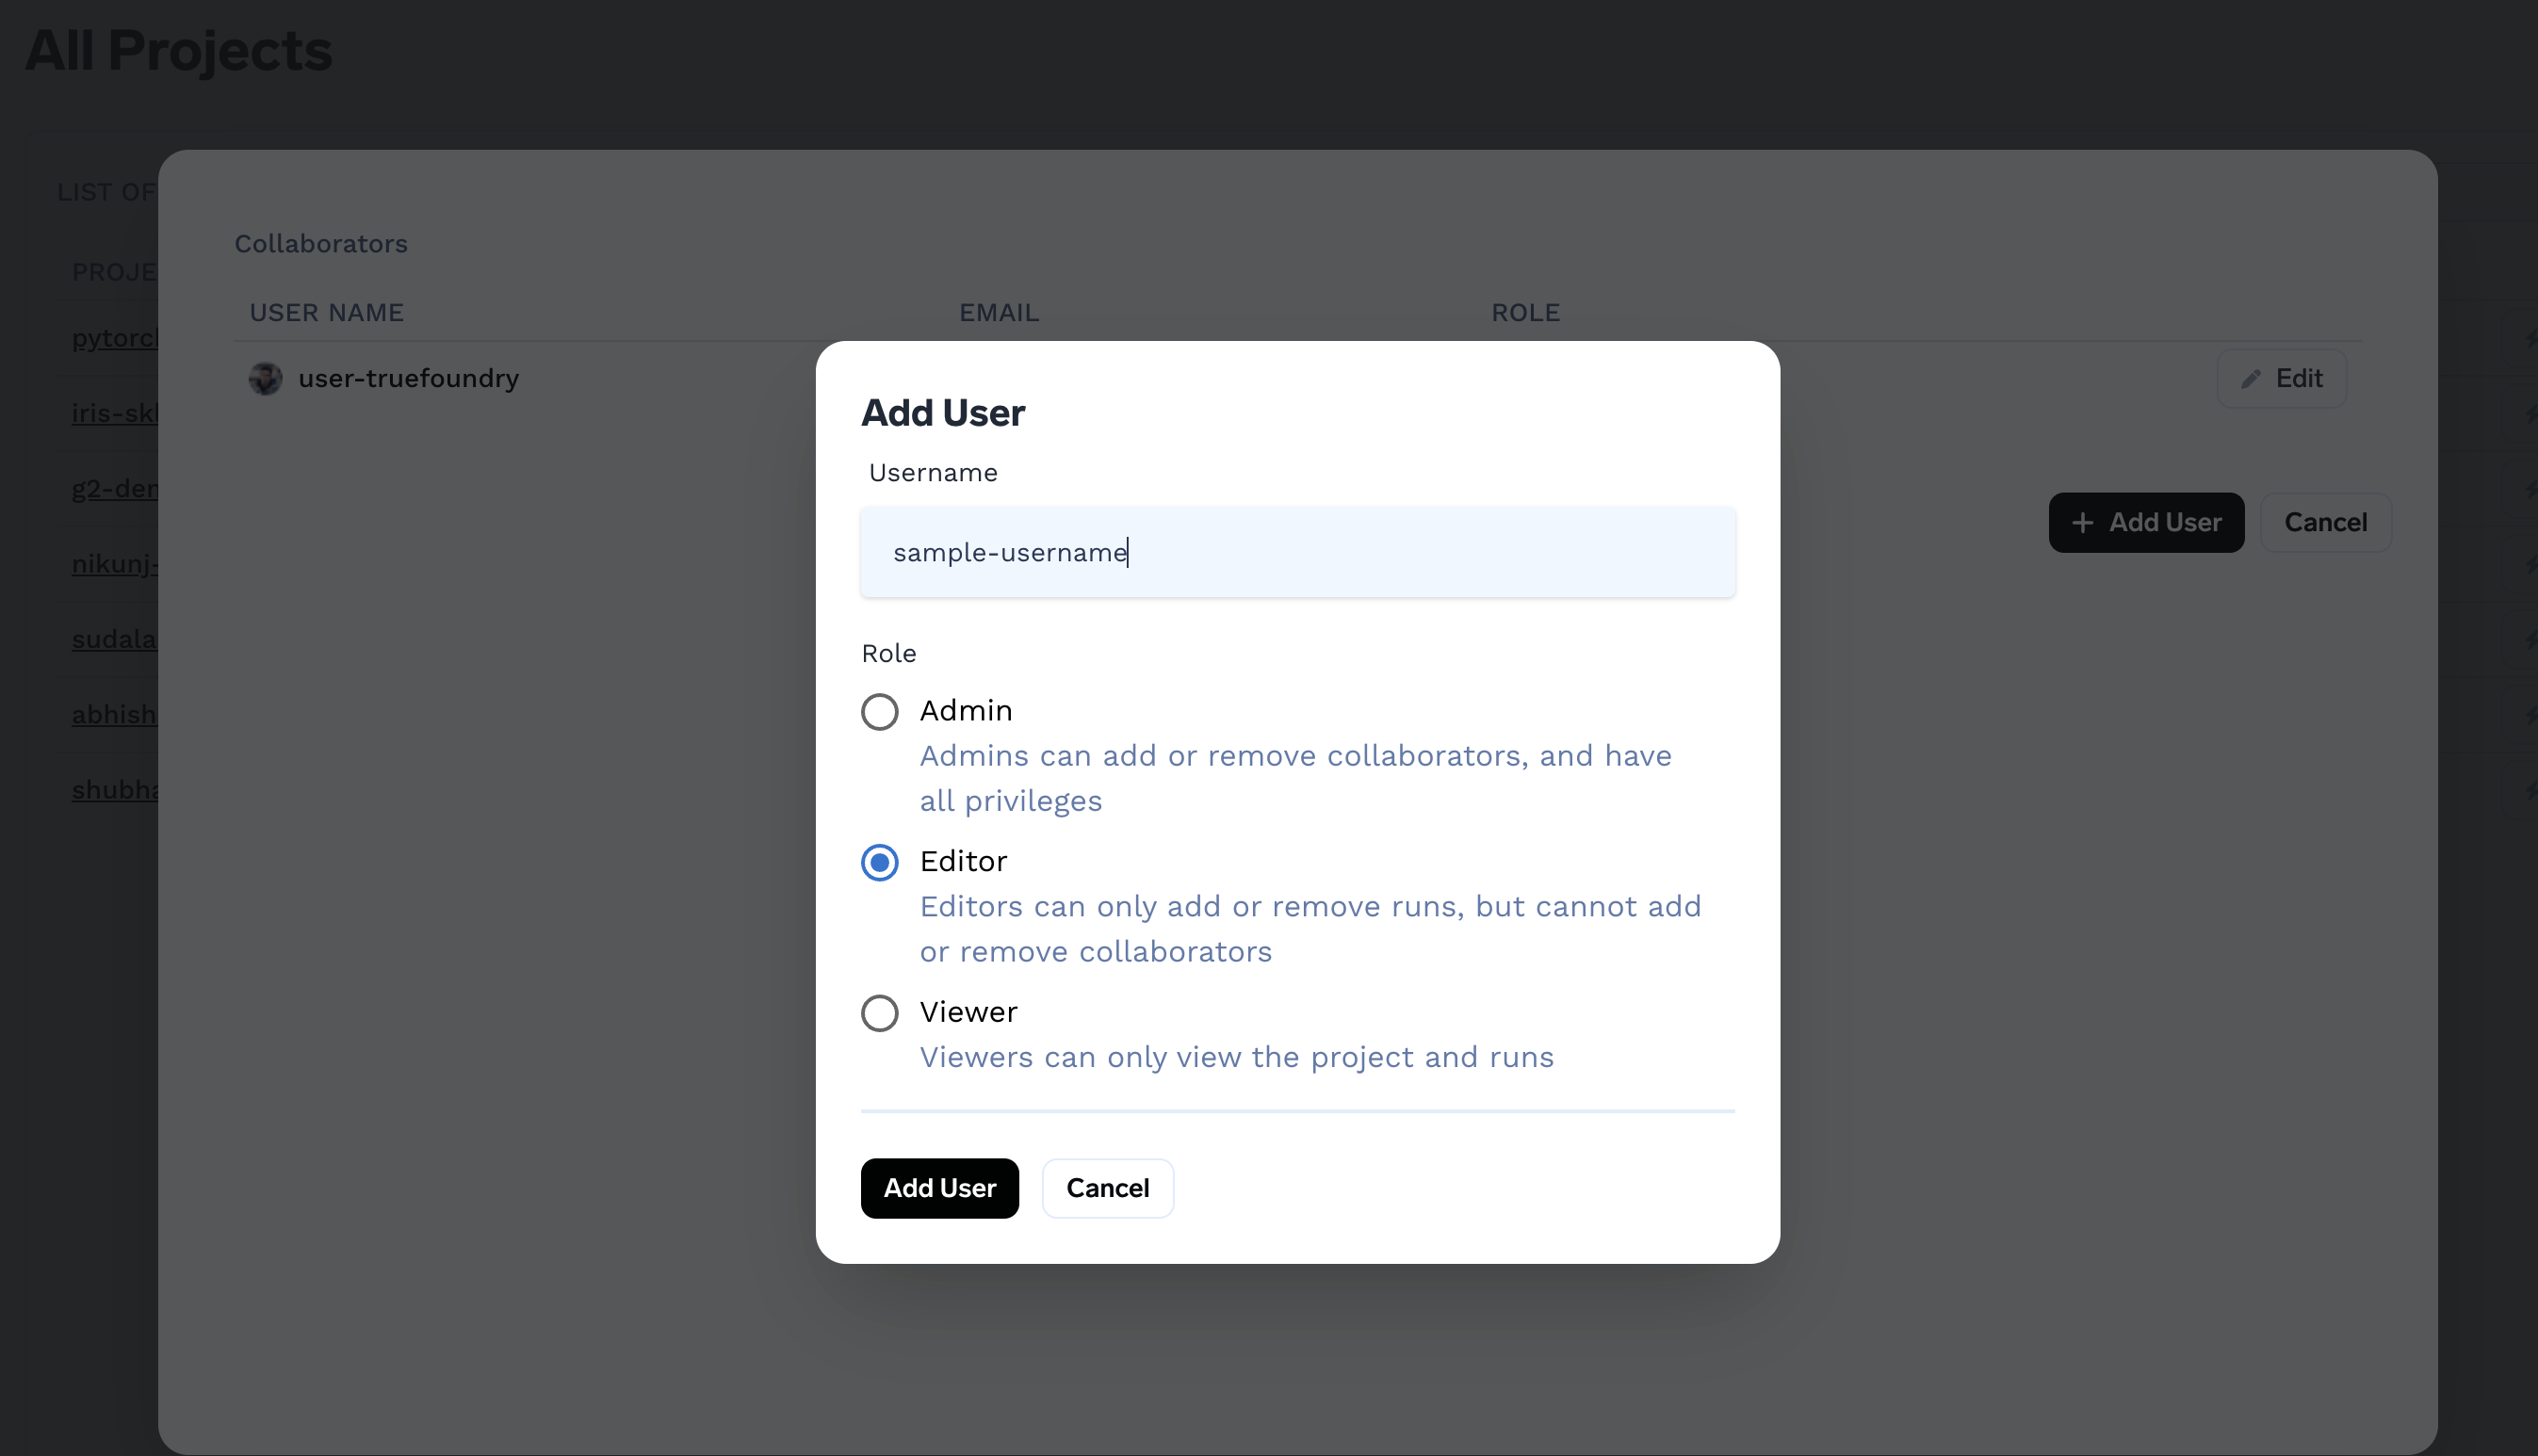 All Projects
LIST OF
Collaborators
PROJE
USER NAME EMAIL ROLE
user-truefoundry
Edit
iris-sk
g2-den
nikunj-
sudala
abhish
shubha
Add User
Cancel
Add User
Username
sample-username
Role
Admin
Admins can add or remove collaborators, and have
all privileges
Editor
Editors can only add or remove runs, but cannot add
or remove collaborators
Viewer
Viewers can only view the project and runs
Add User
Cancel